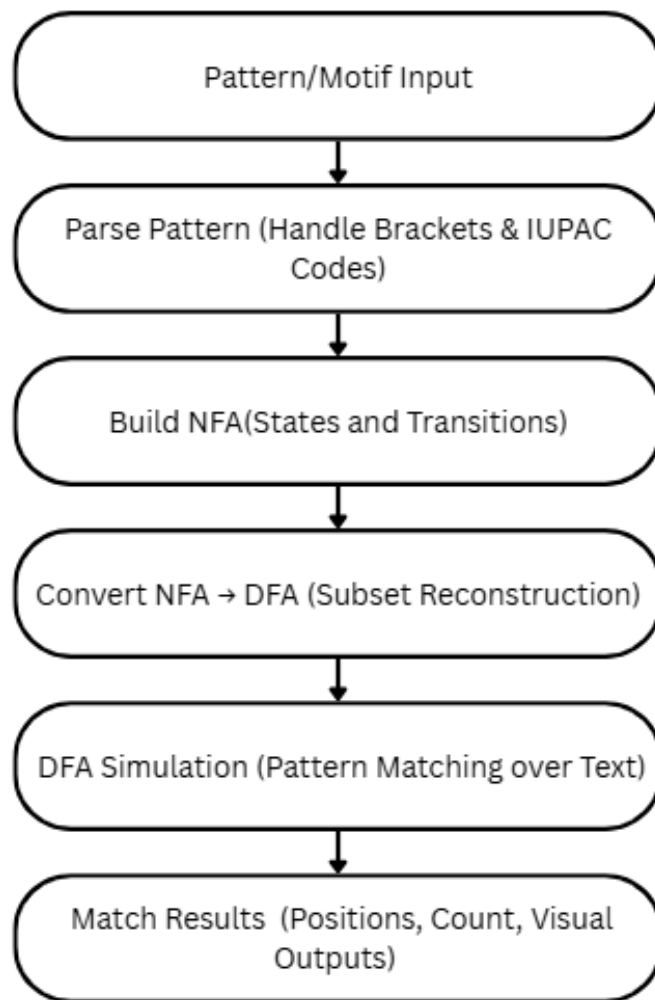 Pattern/Motif Input
Parse Pattern (Handle Brackets & IUPAC
Codes)
Build NFA(States and Transitions)
Convert NFA → DFA (Subset Reconstruction)
DFA Simulation (Pattern Matching over Text)
Match Results  (Positions, Count, Visual
Outputs)